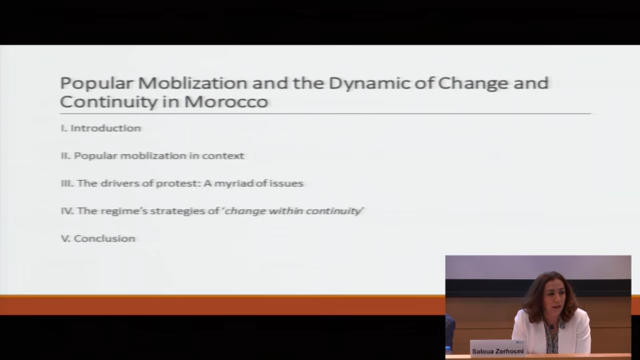 Popular Moblization and the Dynamic of Change and
Continuity in Morocco
I. Introduction
II. Popular moblization in context
III. The drivers of protest: A myriad of issues
IV. The regime's strategies of 'change within continuity'
V. Conclusion
Saloua Zerhouni